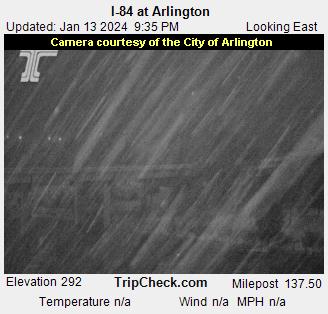 I-84 at Arlington
Updated: Jan 13 2024 9:35 PM Looking East
Camera courtesy of the City of Arlington
Elevation 292 TripCheck.com Milepost 137.50
Temperature n/a Wind n/a MPH n/a